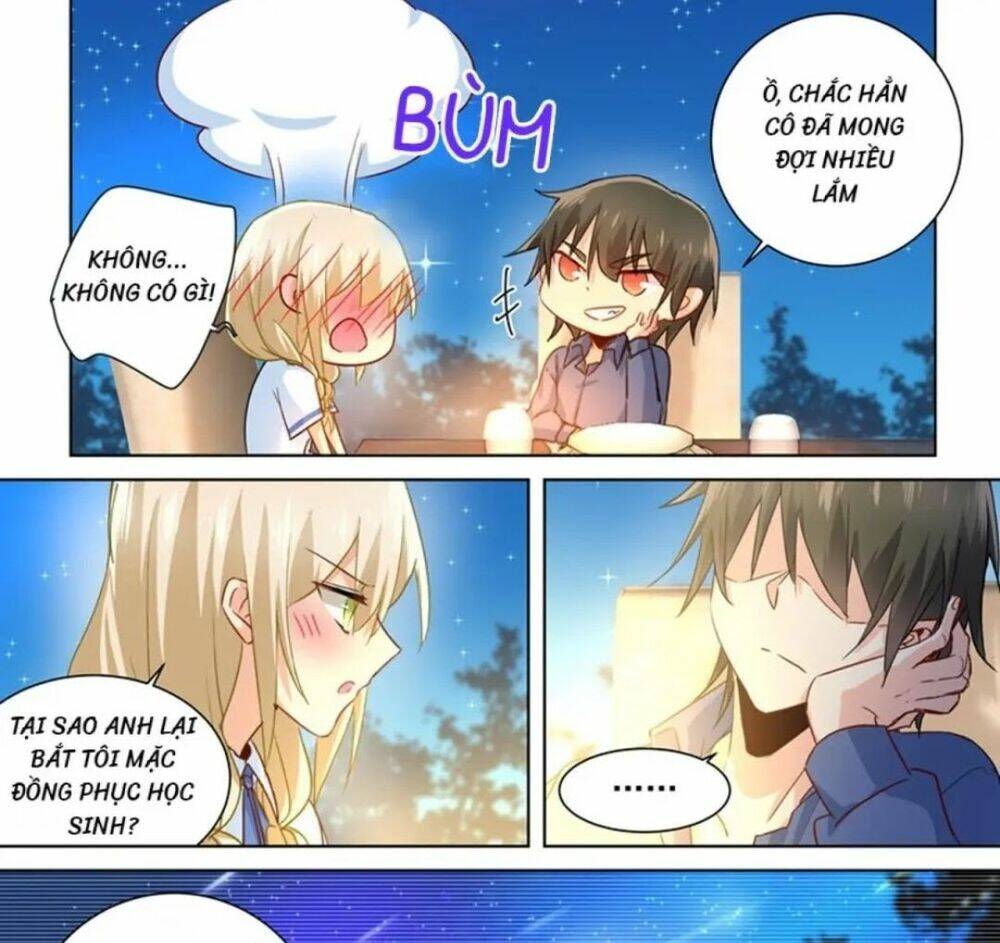 Ồ, CHẮC HẲN
CÔ ĐÃ MONG
ĐỢI NHIỀU
LẮM
BÙM
KHÔNG...
KHÔNG CÓ GÌ!
TẠI SAO ANH LẠI
BẮT TÔI MẶC
ĐỒNG PHỤC HỌC
SINH?
......